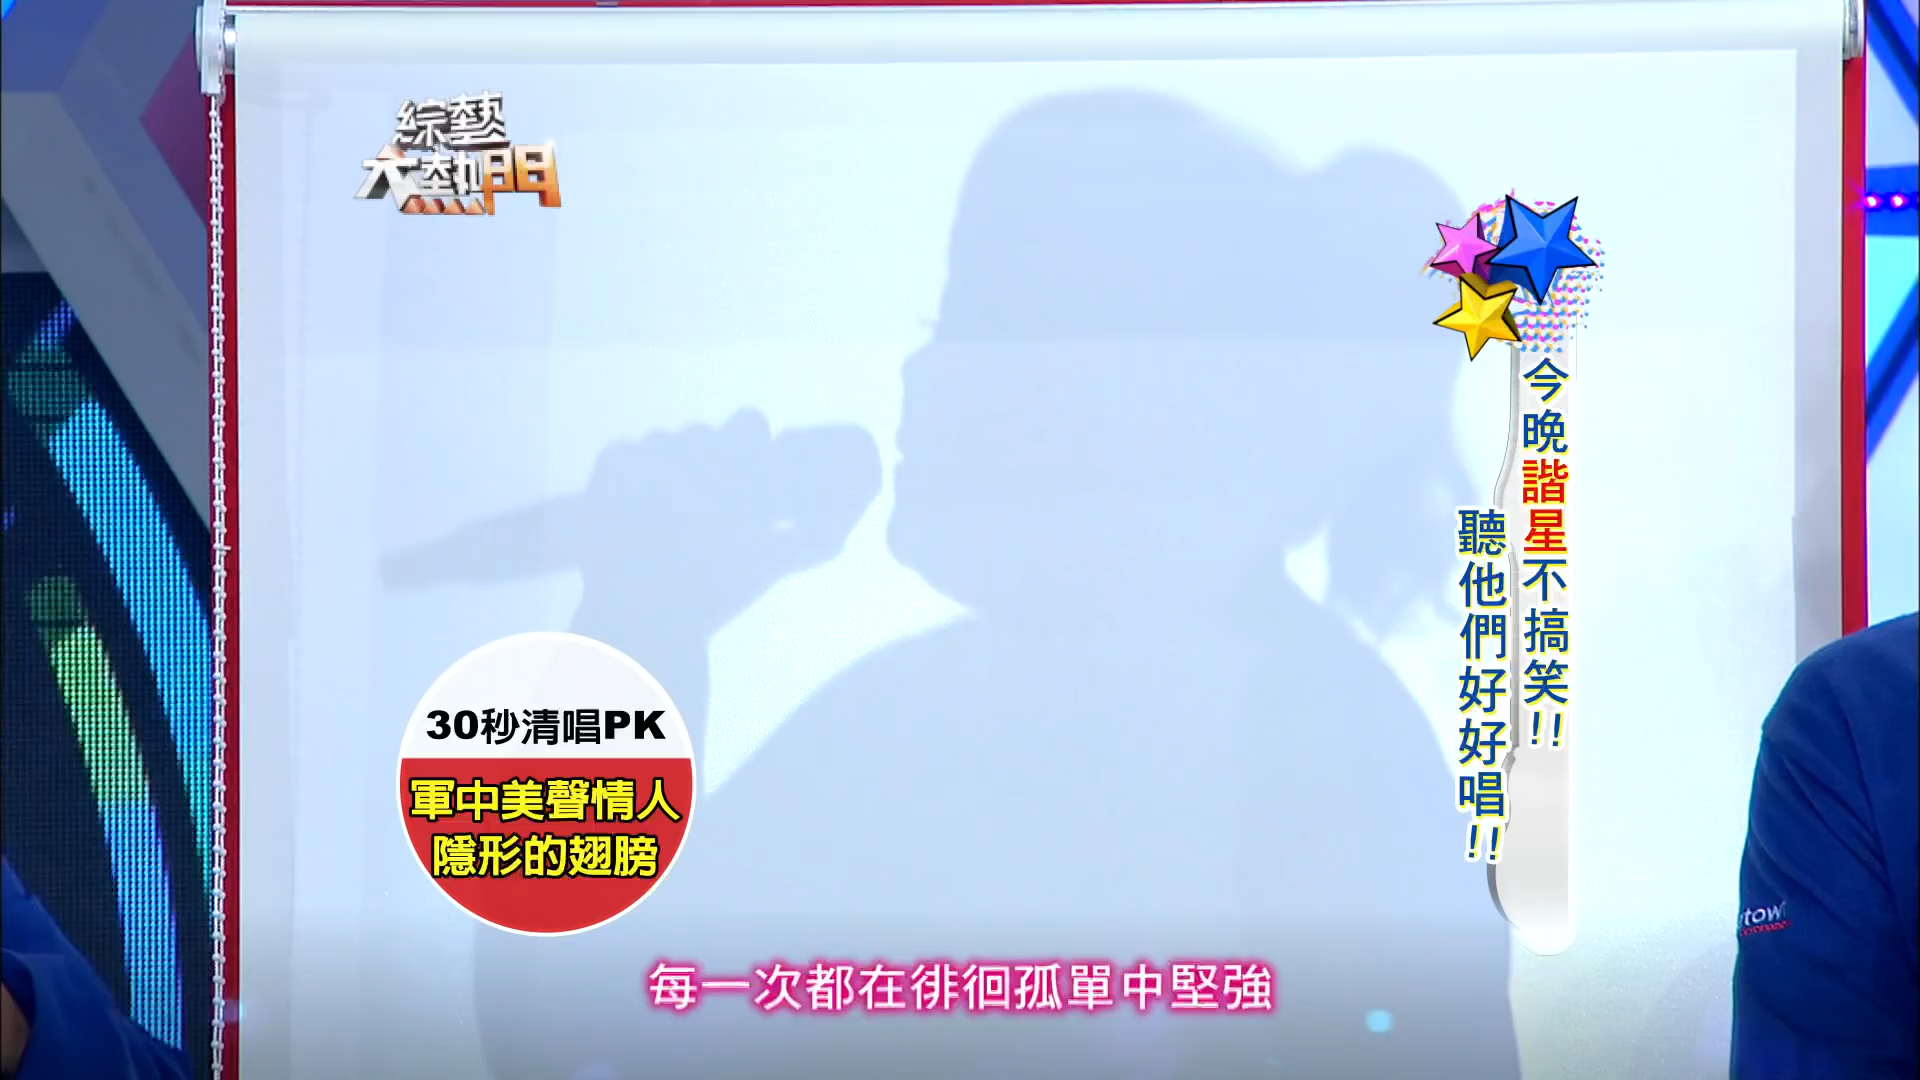 綜藝
大熱門
今晚諧星不搞笑!!
聽他們好好唱!!
30秒清唱PK
軍中美聲情人
隱形的翅膀
每一次都在徘徊孤單中堅強